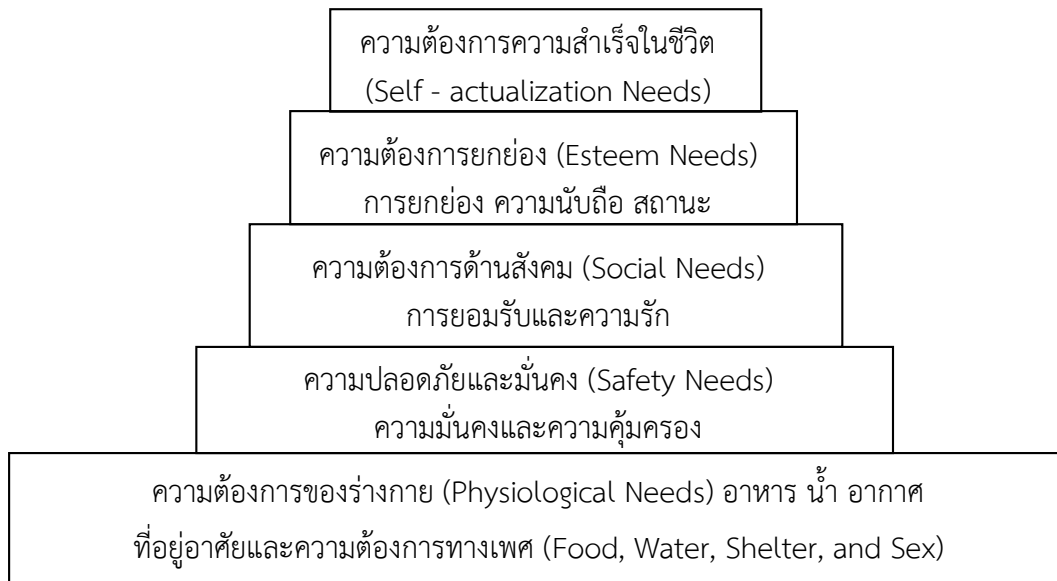 ความต้องการความสำเร็จในชีวิต
(Self - actualization Needs)
ความต้องการยกย่อง (Esteem Needs)
การยกย่อง ความนับถือ สถานะ
ความต้องการด้านสังคม (Social Needs)
การยอมรับและความรัก
ความปลอดภัยและมั่นคง (Safety Needs)
ความมั่นคงและความคุ้มครอง
ความต้องการของร่างกาย (Physiological Needs) อาหาร น้ำ อากาศ
ที่อยู่อาศัยและความต้องการทางเพศ (Food, Water, Shelter, and Sex)